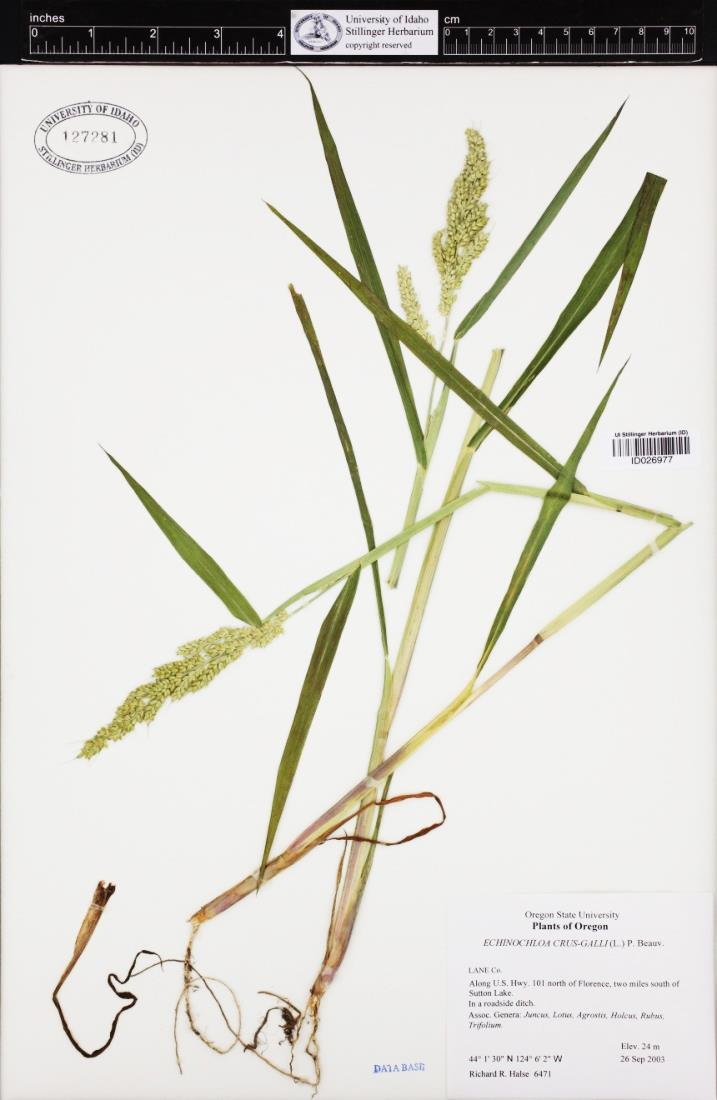 inches
0 1 2 3 4
University of Idaho
Stillinger Herbarium
copyright reserved
cm
0 1 2 3 4 5 6 7 8 9 10
UNIVERSITY OF IDAHO
127281
STILLINGER HERBARIUM (ID)
UI Stillinger Herbarium (ID)
ID026977
Oregon State University
Plants of Oregon
ECHINOCHLOA CRUS-GALLI (L.) P. Beauv.
LANE Co.
Along U.S. Hwy. 101 north of Florence, two miles south of
Sutton Lake.
In a roadside ditch.
Assoc. Genera: Juncus, Lotus, Agrostis, Holcus, Rubus,
Trifolium.
Elev. 24 m
44° 1' 30" N 124° 6' 2" W 26 Sep 2003
Richard R. Halse 6471
DATA BASE